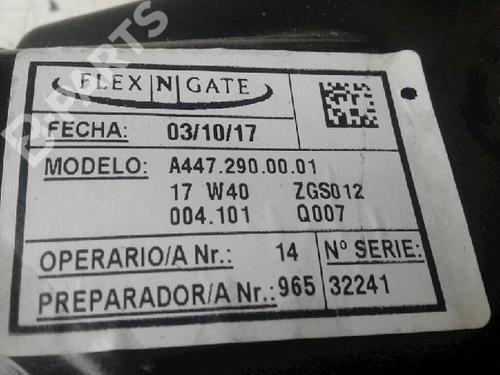 B-PARTS
FLEX N GATE
FECHA: 03/10/17
MODELO: A447.290.00.01
17 W40 ZGS012
004.101 Q007
OPERARIO/A Nr.: 14 Nº SERIE:
PREPARADOR/A Nr.: 965 32241